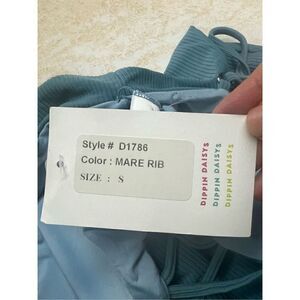 Style # D1786
Color : MARE RIB
SIZE : S
DIPPIN DAISYS
DIPPIN DAISYS
DIPPIN DAISYS